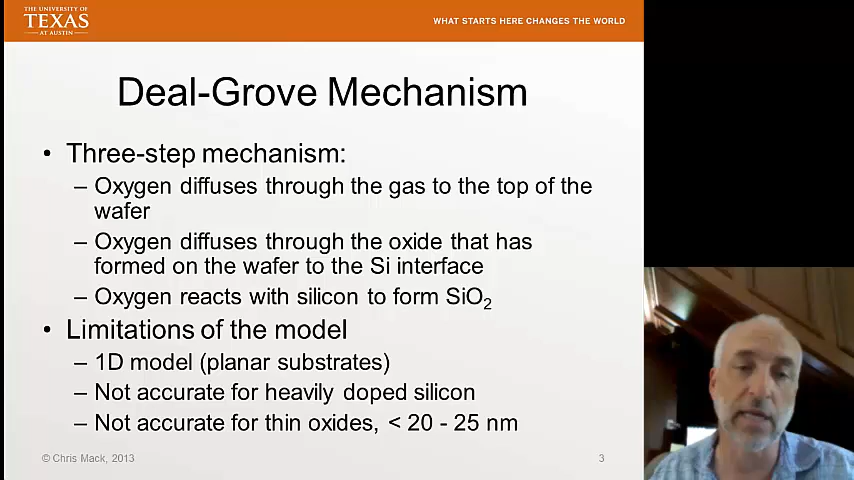 THE UNIVERSITY OF
TEXAS
AT AUSTIN
WHAT STARTS HERE CHANGES THE WORLD
Deal-Grove Mechanism
• Three-step mechanism:
– Oxygen diffuses through the gas to the top of the
wafer
– Oxygen diffuses through the oxide that has
formed on the wafer to the Si interface
– Oxygen reacts with silicon to form SiO₂
• Limitations of the model
– 1D model (planar substrates)
– Not accurate for heavily doped silicon
– Not accurate for thin oxides, < 20 - 25 nm
© Chris Mack, 2013
3